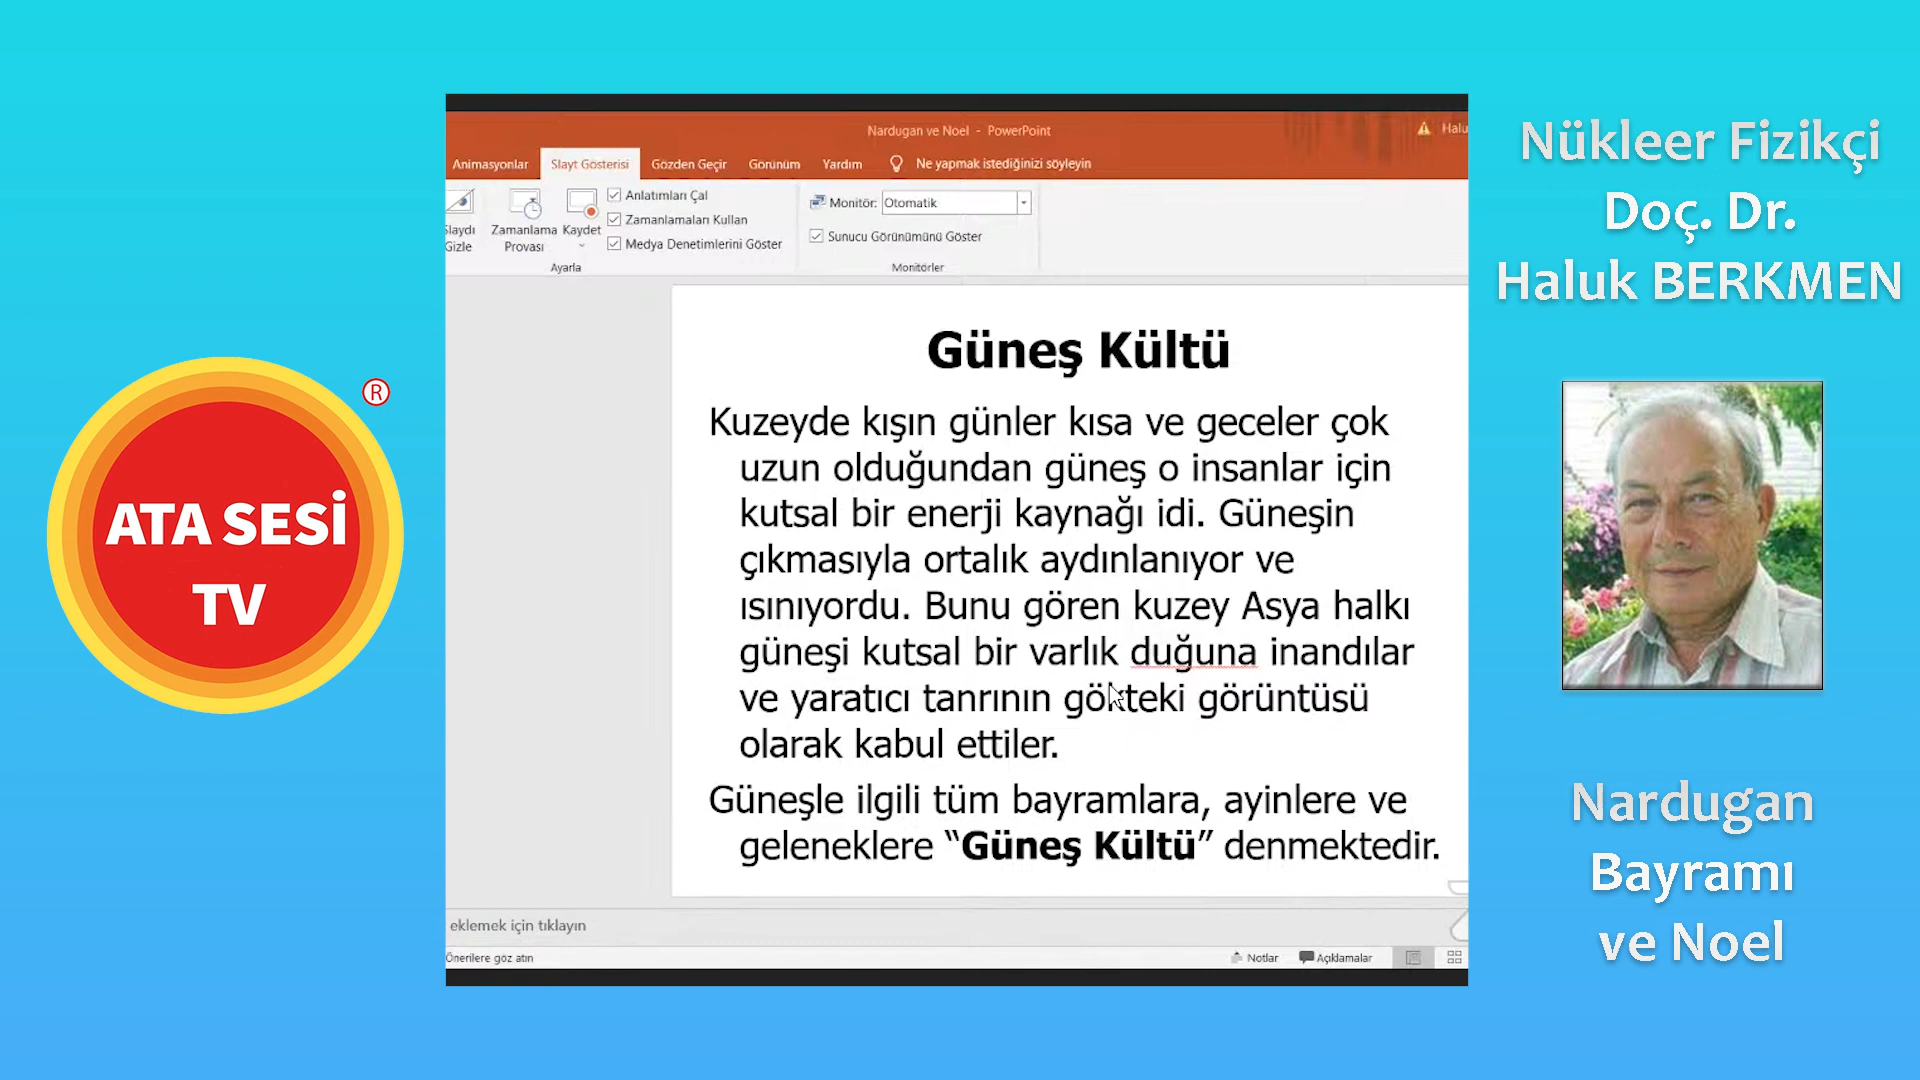 Nardugan ve Noel - PowerPoint
Halu
Animasyonlar Slayt Gösterisi Gözden Geçir Görünüm Yardım Ne yapmak istediğinizi söyleyin
Anlatımları Çal
Zamanlamaları Kullan
Medya Denetimlerini Göster
Slaydı Gizle
Zamanlama Provası
Kaydet
Ayarla
Monitör: Otomatik
Sunucu Görünümünü Göster
Monitörler
Güneş Kültü
Kuzeyde kışın günler kısa ve geceler çok
uzun olduğundan güneş o insanlar için
kutsal bir enerji kaynağı idi. Güneşin
çıkmasıyla ortalık aydınlanıyor ve
ısınıyordu. Bunu gören kuzey Asya halkı
güneşi kutsal bir varlık duğuna inandılar
ve yaratıcı tanrının gökteki görüntüsü
olarak kabul ettiler.
Güneşle ilgili tüm bayramlara, ayinlere ve
geleneklere “Güneş Kültü” denmektedir.
eklemek için tıklayın
Önerilere göz atın
Notlar Açıklamalar
ATA SESİ
TV
®
Nükleer Fizikçi
Doç. Dr.
Haluk BERKMEN
Nardugan
Bayramı
ve Noel